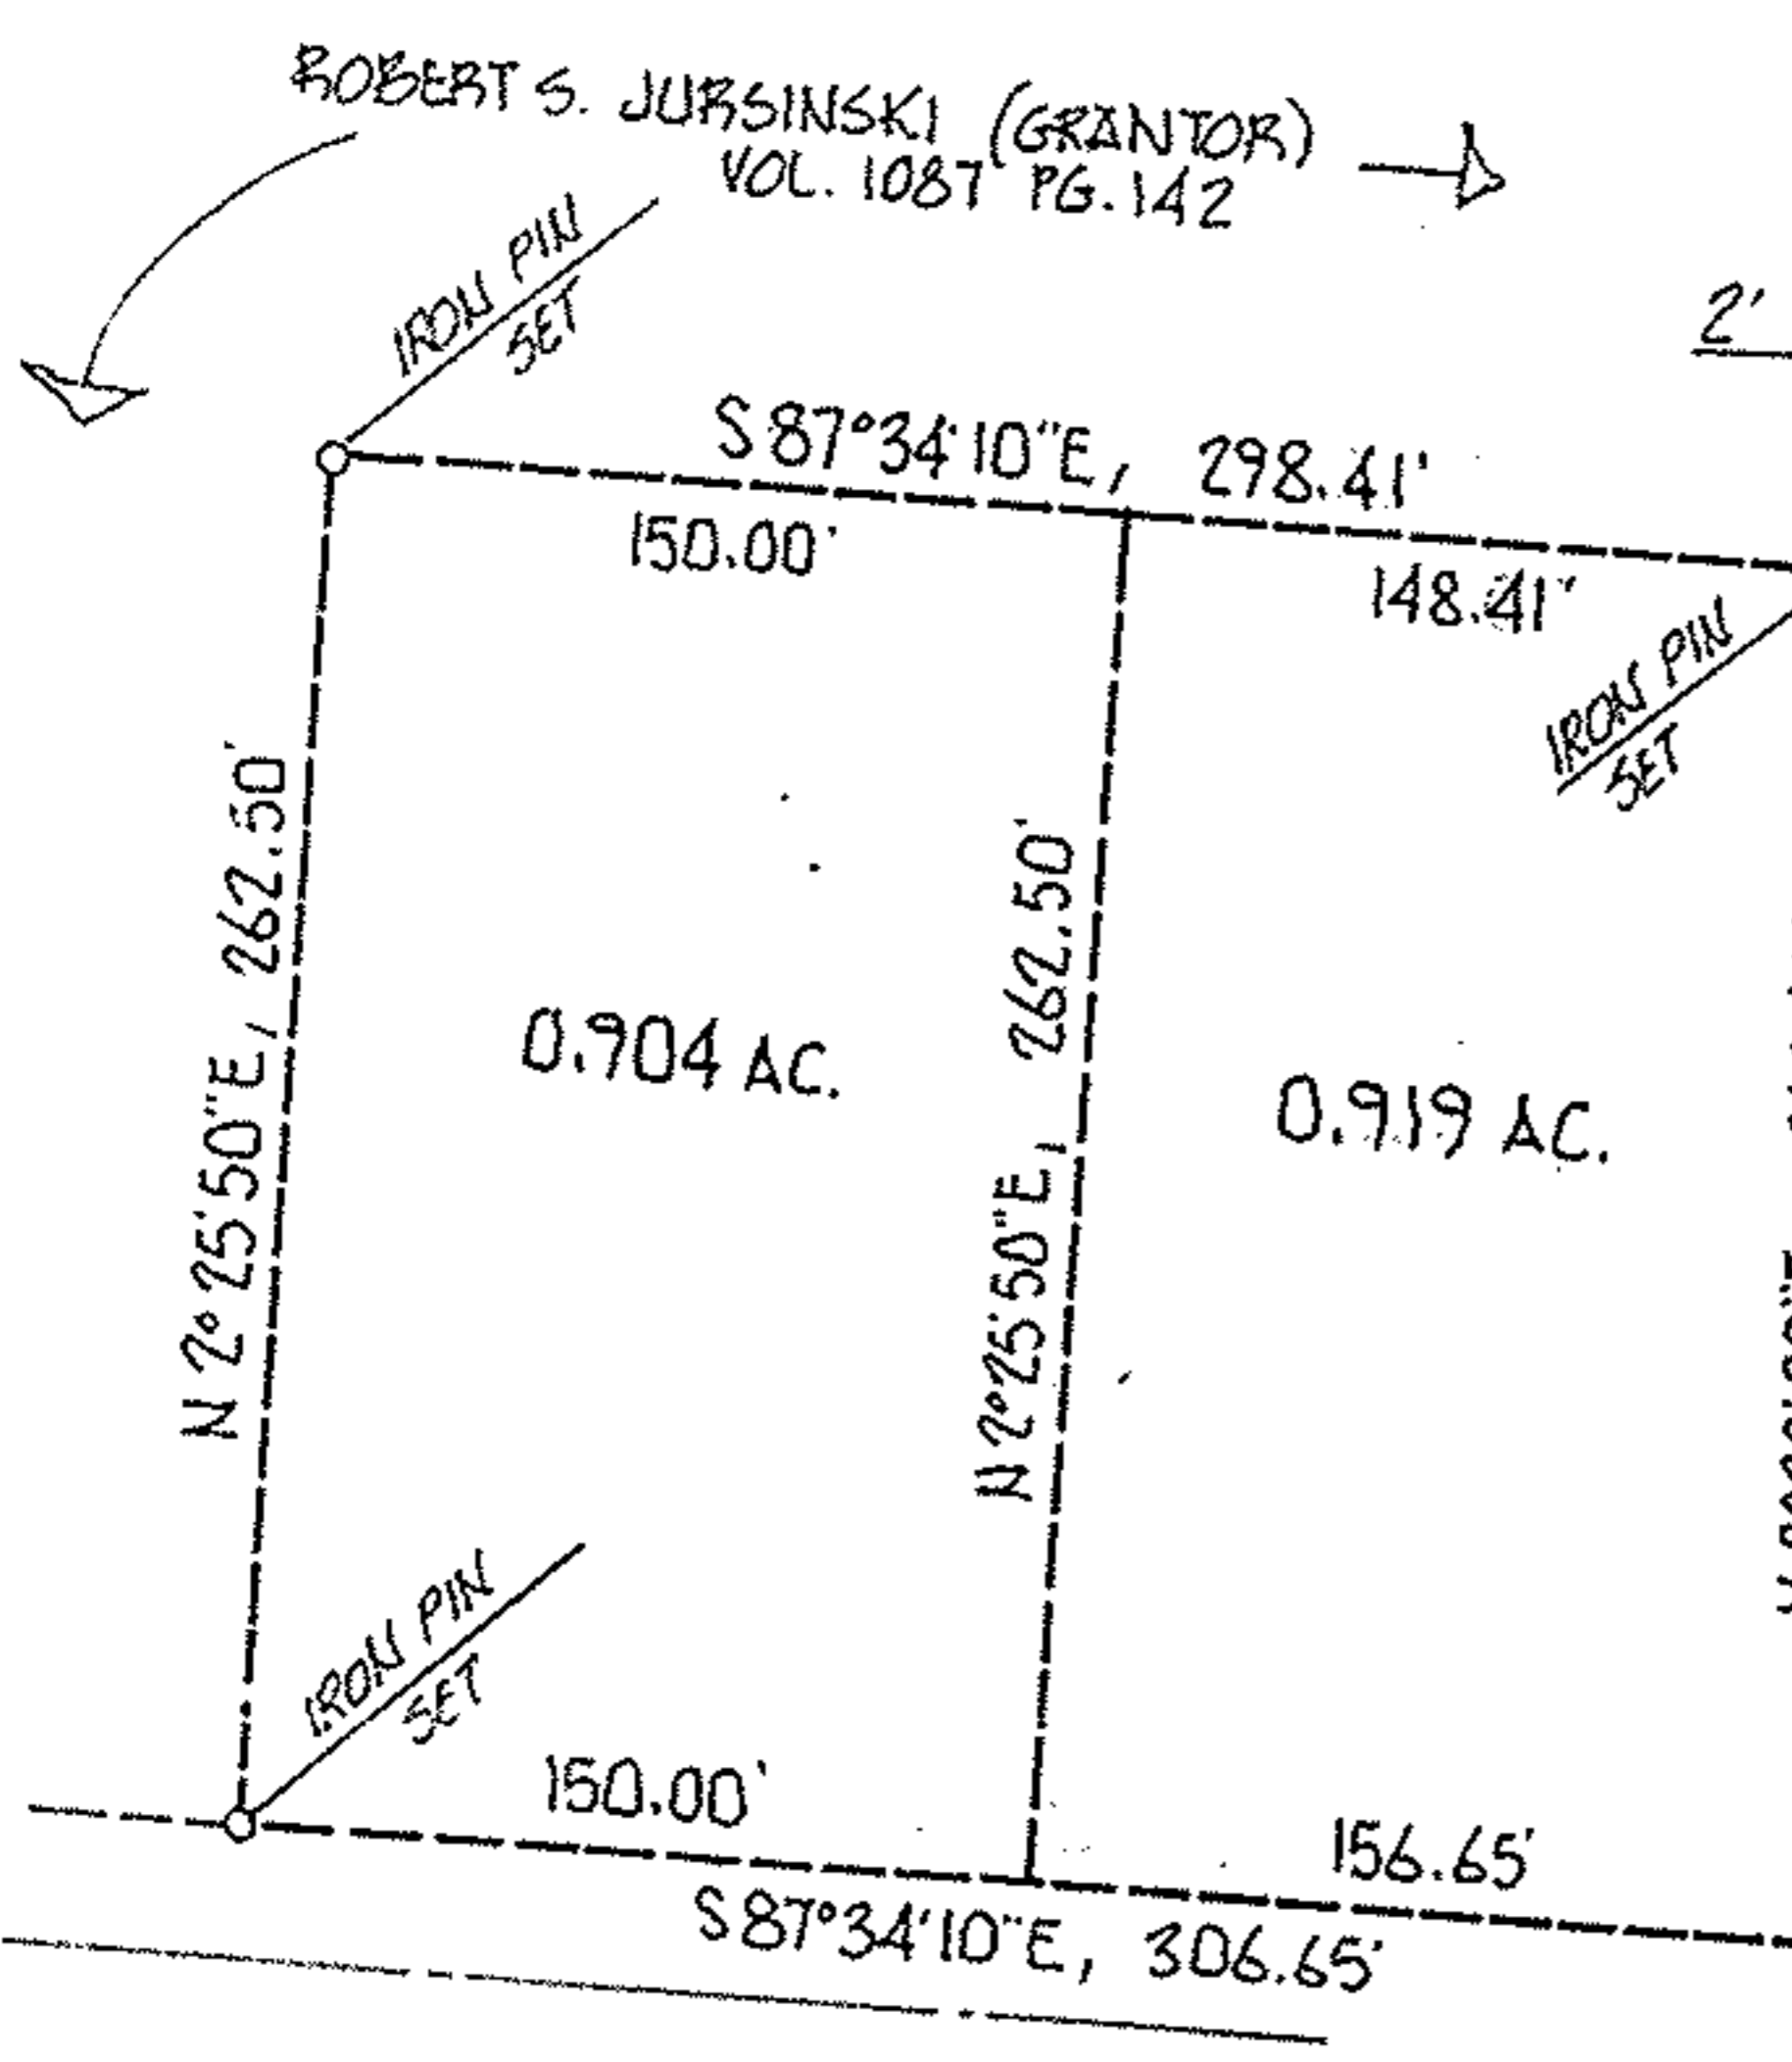 ROBERT S. JURSINSKI (GRANTOR)
VOL. 1087 PG. 142
IRON PIN
SET
2'
S 87°34'10"E, 298.41'
150.00'
148.41'
IRON PIN
SET
N 2°25'50"E, 262.50'
N 2°25'50"E, 262.50'
0.904 AC.
0.919 AC.
IRON PIN
SET
150.00'
156.65'
S 87°34'10"E, 306.65'